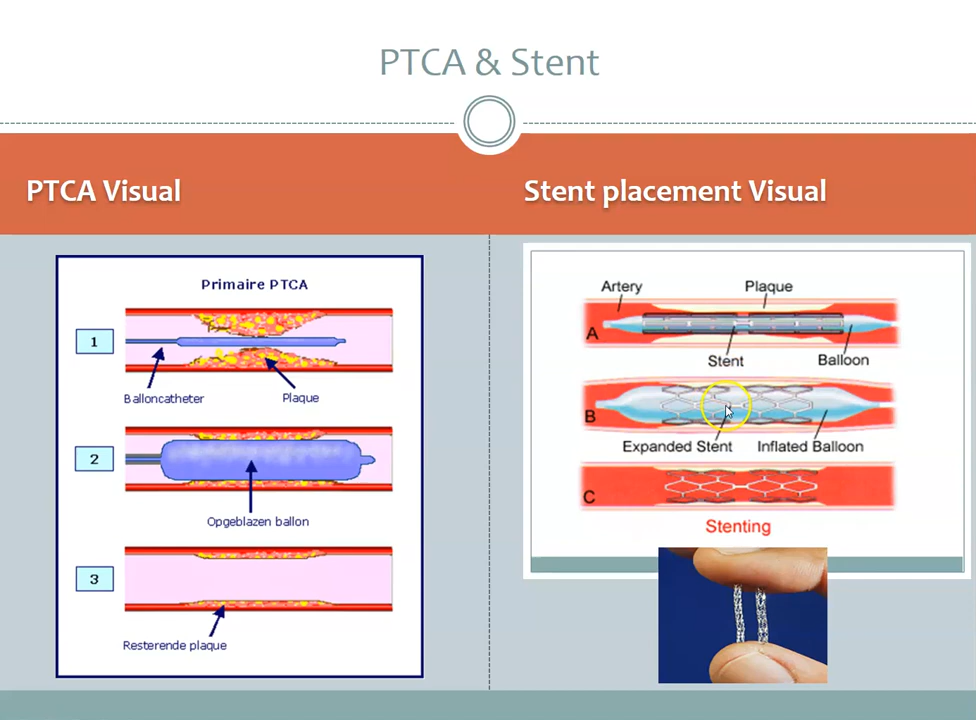 PTCA & Stent
PTCA Visual
Stent placement Visual
Primaire PTCA
1
Balloncatheter
Plaque
2
Opgeblazen ballon
3
Resterende plaque
Artery
Plaque
A
Stent
Balloon
B
Expanded Stent
Inflated Balloon
C
Stenting